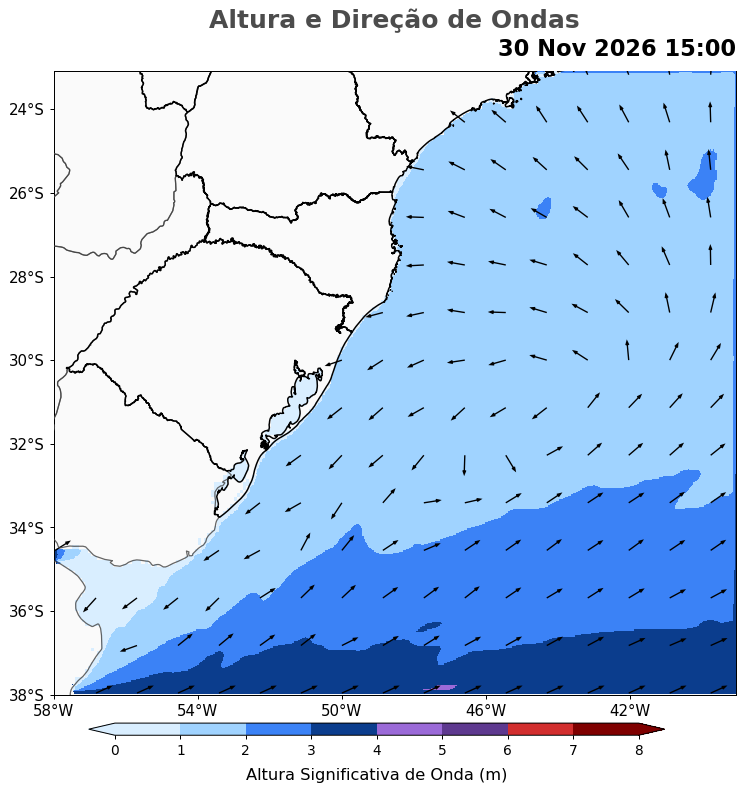 Altura e Direção de Ondas
30 Nov 2026 15:00
24°S
26°S
28°S
30°S
32°S
34°S
36°S
38°S
58°W 54°W 50°W 46°W 42°W
0 1 2 3 4 5 6 7 8
Altura Significativa de Onda (m)